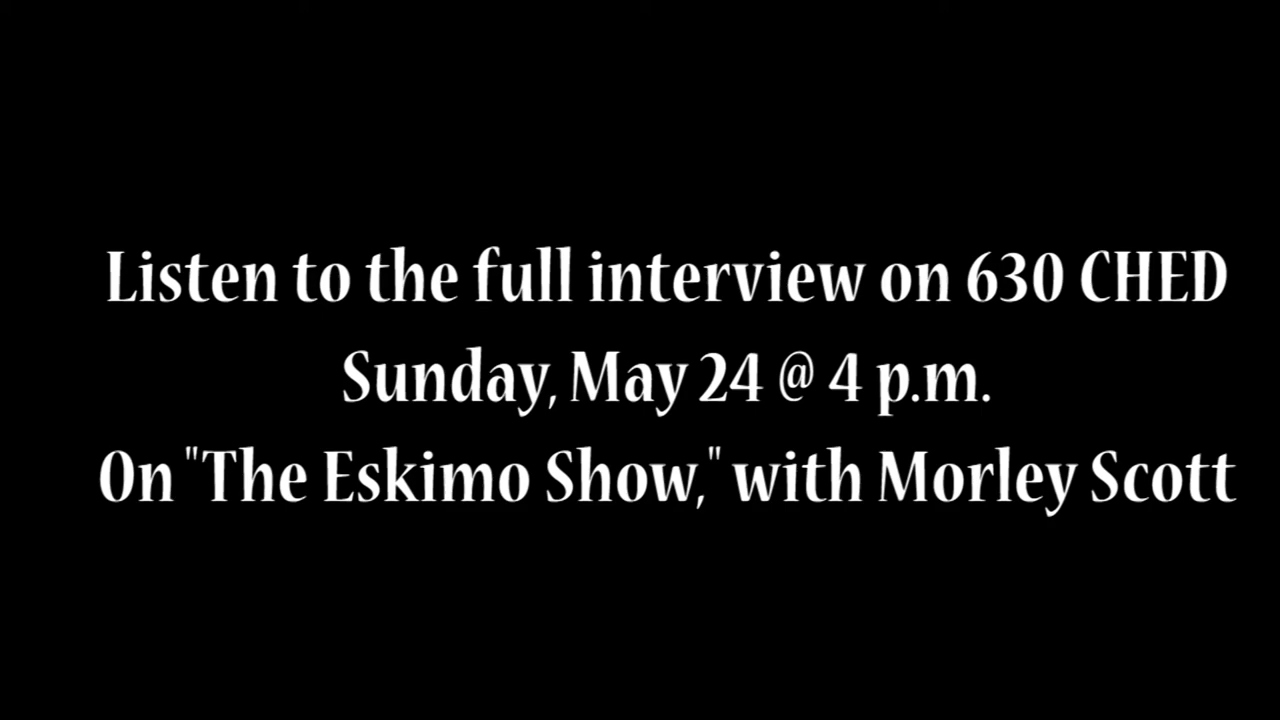 Listen to the full interview on 630 CHED
Sunday, May 24 @ 4 p.m.
On "The Eskimo Show," with Morley Scott